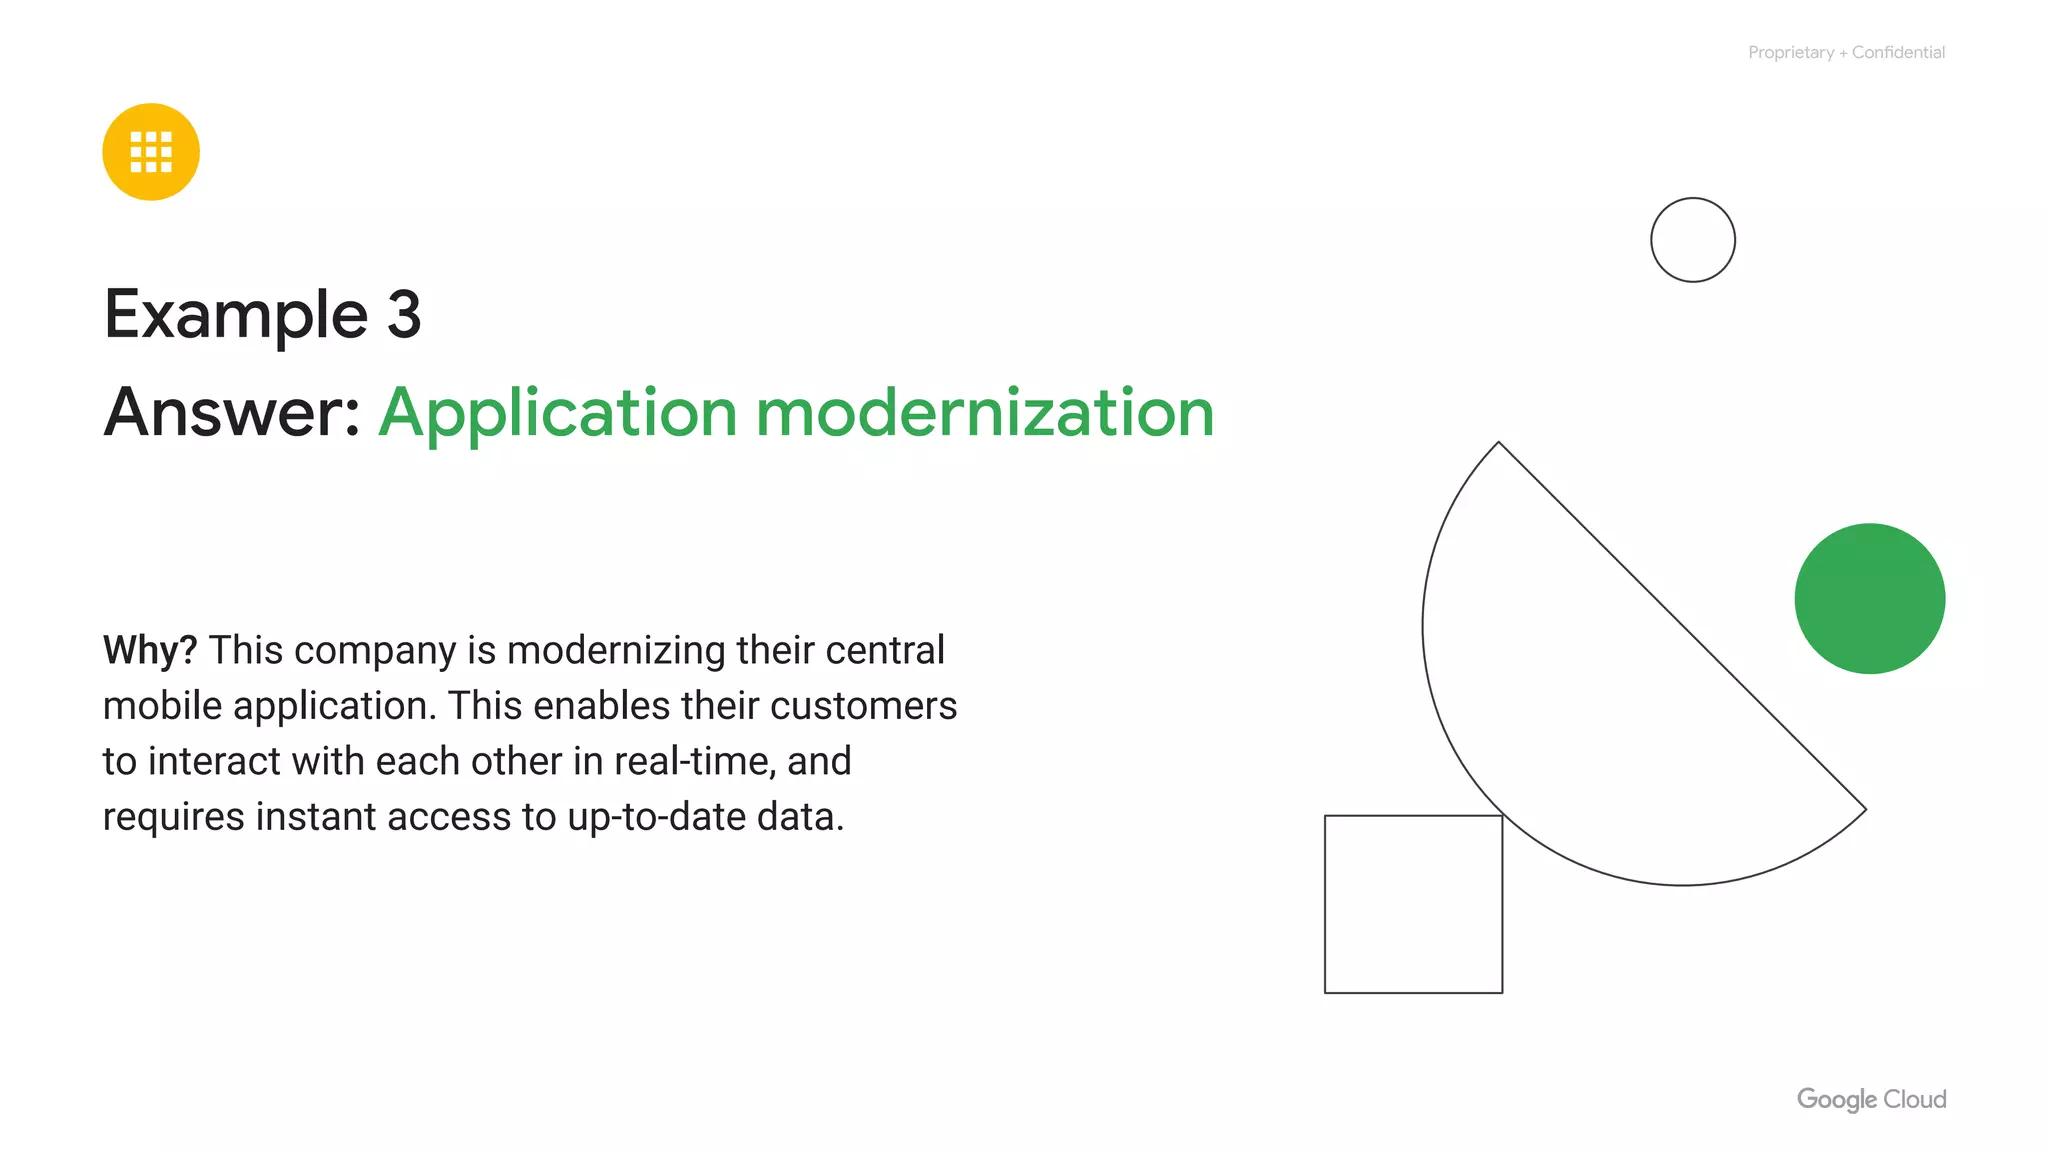 Proprietary + Confidential
Example 3
Answer: Application modernization
Why? This company is modernizing their central
mobile application. This enables their customers
to interact with each other in real-time, and
requires instant access to up-to-date data.
Google Cloud